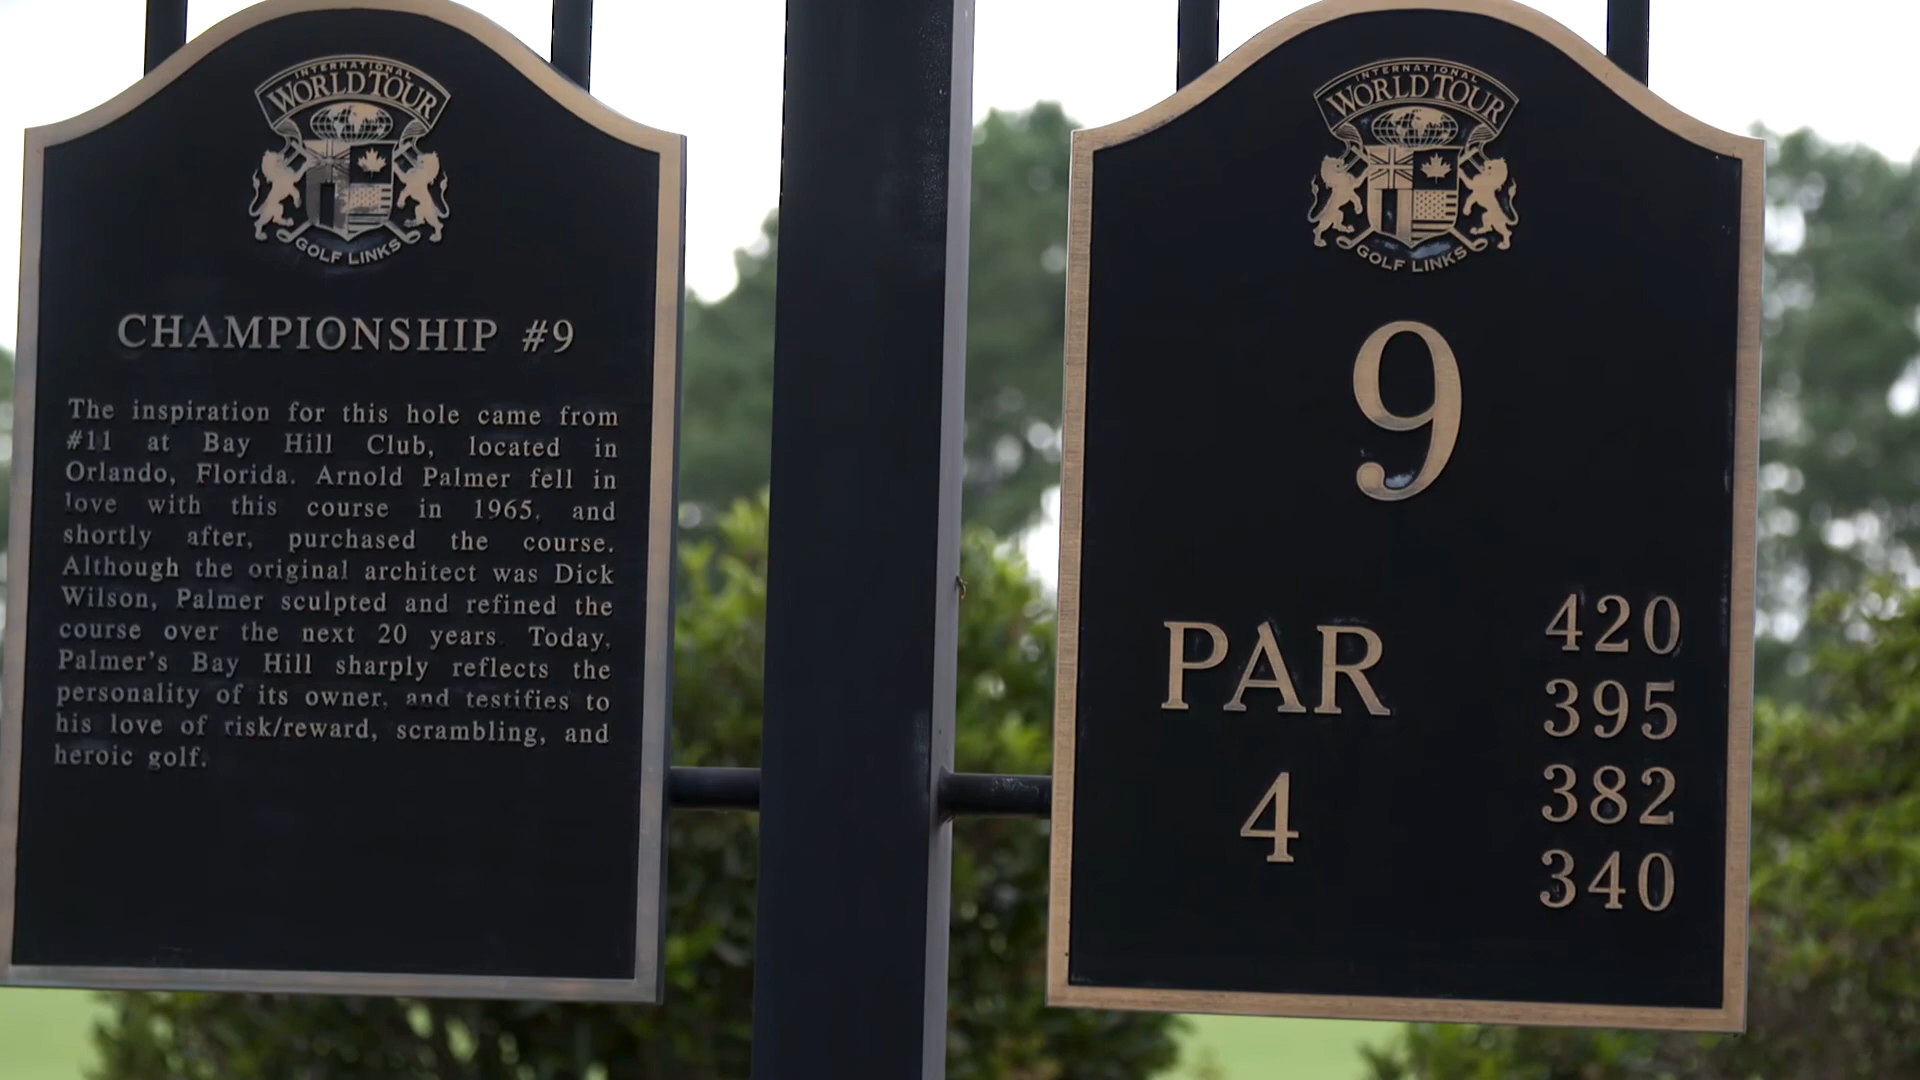 INTERNATIONAL
WORLD TOUR
GOLF LINKS
CHAMPIONSHIP #9
The inspiration for this hole came from
#11 at Bay Hill Club, located in
Orlando, Florida. Arnold Palmer fell in
love with this course in 1965, and
shortly after, purchased the course.
Although the original architect was Dick
Wilson, Palmer sculpted and refined the
course over the next 20 years. Today,
Palmer's Bay Hill sharply reflects the
personality of its owner, and testifies to
his love of risk/reward, scrambling, and
heroic golf.
INTERNATIONAL
WORLD TOUR
GOLF LINKS
9
PAR
4
420
395
382
340